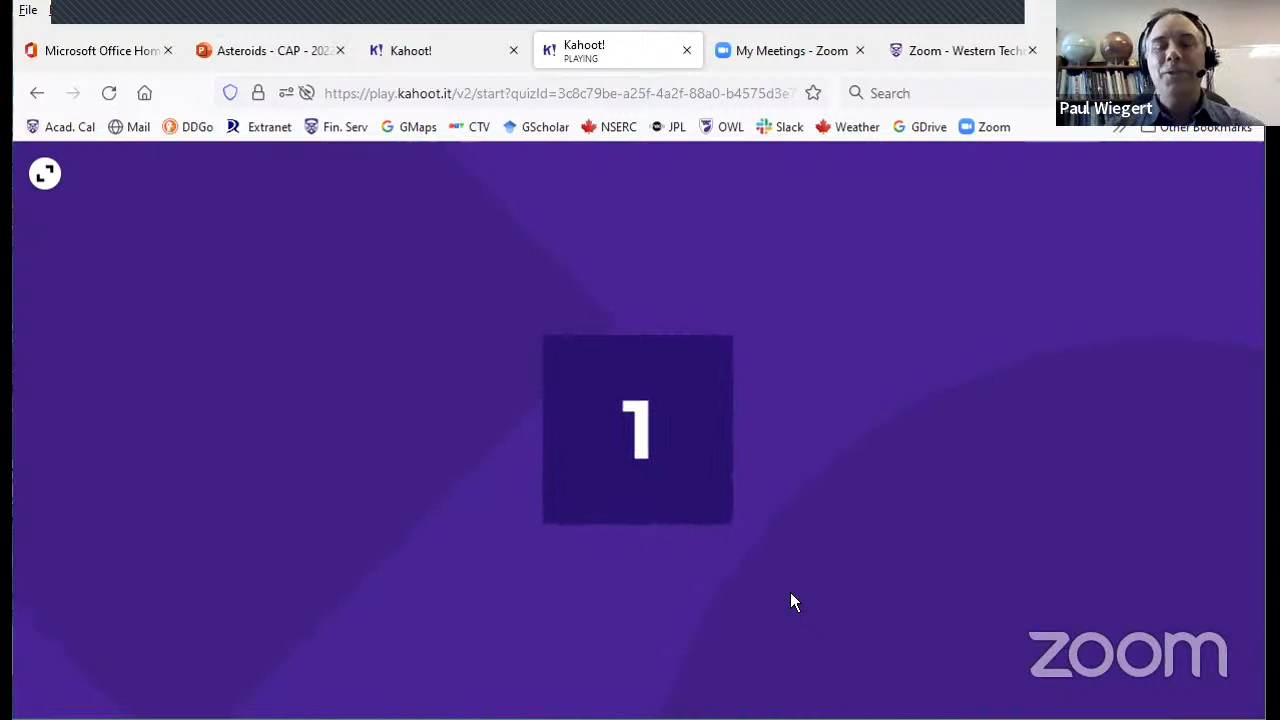 File
Microsoft Office Hom
Asteroids - CAP - 202
Kahoot!
Kahoot!
PLAYING
My Meetings - Zoom
Zoom - Western Tech
Paul Wiegert
https://play.kahoot.it/v2/start?quizId=3c8c79be-a25f-4a2f-88a0-b4575d3e7
Search
Acad. Cal
Mail
DDGo
Extranet
Fin. Serv
GMaps
CTV
GScholar
NSERC
JPL
OWL
Slack
Weather
GDrive
Zoom
Other Bookmarks
1
zoom